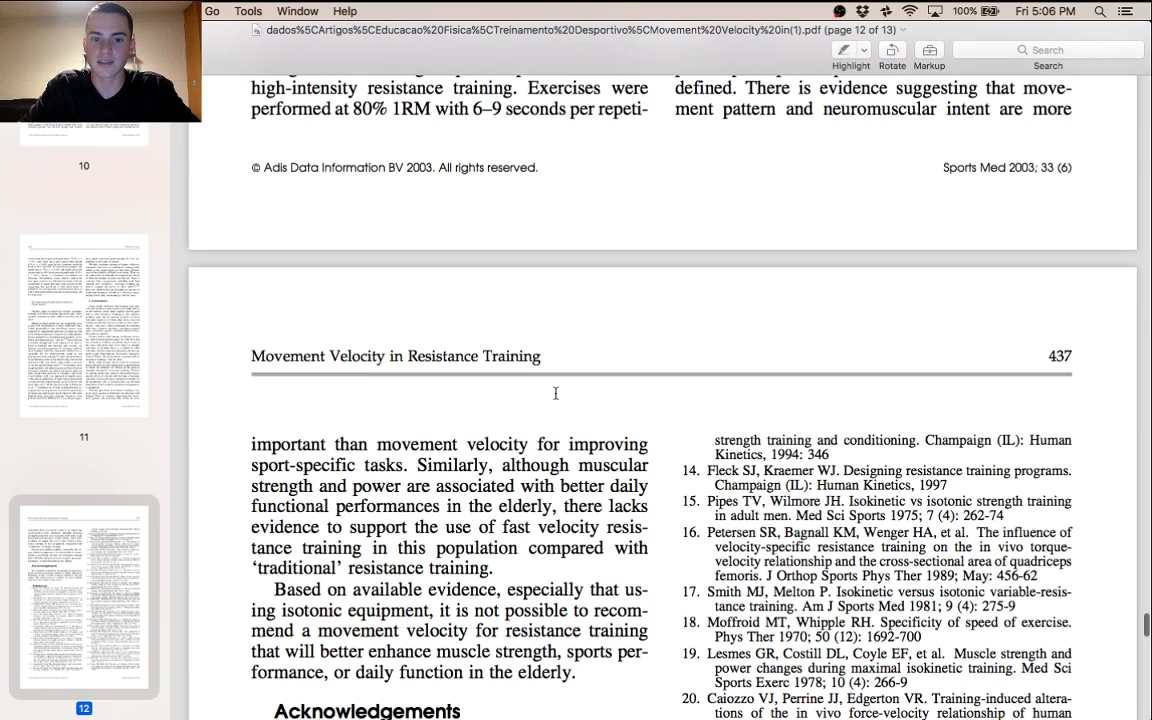 Go Tools Window Help 100% Fri 5:06 PM
dados%5CArtigos%5CEducacao%20Fisica%5CTreinamento%20Desportivo%5CMovement%20Velocity%20in(1).pdf (page 12 of 13)
Search
Highlight Rotate Markup Search
high-intensity resistance training. Exercises were
performed at 80% 1RM with 6–9 seconds per repeti-
defined. There is evidence suggesting that move-
ment pattern and neuromuscular intent are more
© Adis Data Information BV 2003. All rights reserved.
Sports Med 2003; 33 (6)
10
11
12
Movement Velocity in Resistance Training
437
important than movement velocity for improving
sport-specific tasks. Similarly, although muscular
strength and power are associated with better daily
functional performances in the elderly, there lacks
evidence to support the use of fast velocity resis-
tance training in this population compared with
‘traditional’ resistance training.
Based on available evidence, especially that us-
ing isotonic equipment, it is not possible to recom-
mend a movement velocity for resistance training
that will better enhance muscle strength, sports per-
formance, or daily function in the elderly.
Acknowledgements
strength training and conditioning. Champaign (IL): Human
Kinetics, 1994: 346
14. Fleck SJ, Kraemer WJ. Designing resistance training programs.
Champaign (IL): Human Kinetics, 1997
15. Pipes TV, Wilmore JH. Isokinetic vs isotonic strength training
in adult men. Med Sci Sports 1975; 7 (4): 262-74
16. Petersen SR, Bagnall KM, Wenger HA, et al. The influence of
velocity-specific resistance training on the in vivo torque-
velocity relationship and the cross-sectional area of quadriceps
femoris. J Orthop Sports Phys Ther 1989; May: 456-62
17. Smith MJ, Melton P. Isokinetic versus isotonic variable-resis-
tance training. Am J Sports Med 1981; 9 (4): 275-9
18. Moffroid MT, Whipple RH. Specificity of speed of exercise.
Phys Ther 1970; 50 (12): 1692-700
19. Lesmes GR, Costill DL, Coyle EF, et al. Muscle strength and
power changes during maximal isokinetic training. Med Sci
Sports Exerc 1978; 10 (4): 266-9
20. Caiozzo VJ, Perrine JJ, Edgerton VR. Training-induced altera-
tions of the in vivo force-velocity relationship of human